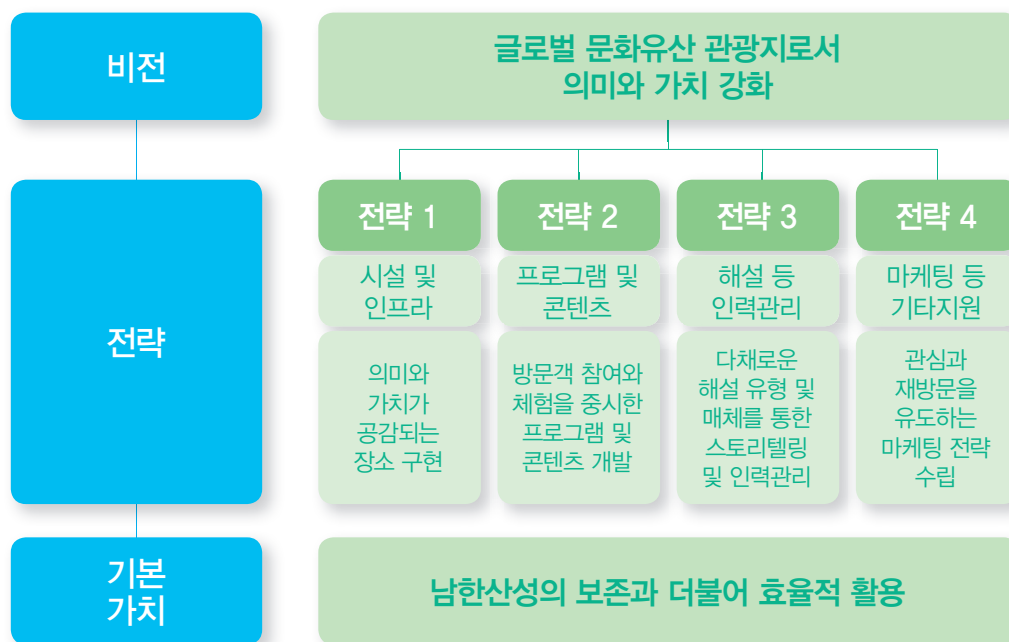 비전
글로벌 문화유산 관광지로서
의미와 가치 강화
전략
전략 1
시설 및
인프라
의미와
가치가
공감되는
장소 구현
전략 2
프로그램 및
콘텐츠
방문객 참여와
체험을 중시한
프로그램 및
콘텐츠 개발
전략 3
해설 등
인력관리
다채로운
해설 유형 및
매체를 통한
스토리텔링
및 인력관리
전략 4
마케팅 등
기타지원
관심과
재방문을
유도하는
마케팅 전략
수립
기본
가치
남한산성의 보존과 더불어 효율적 활용